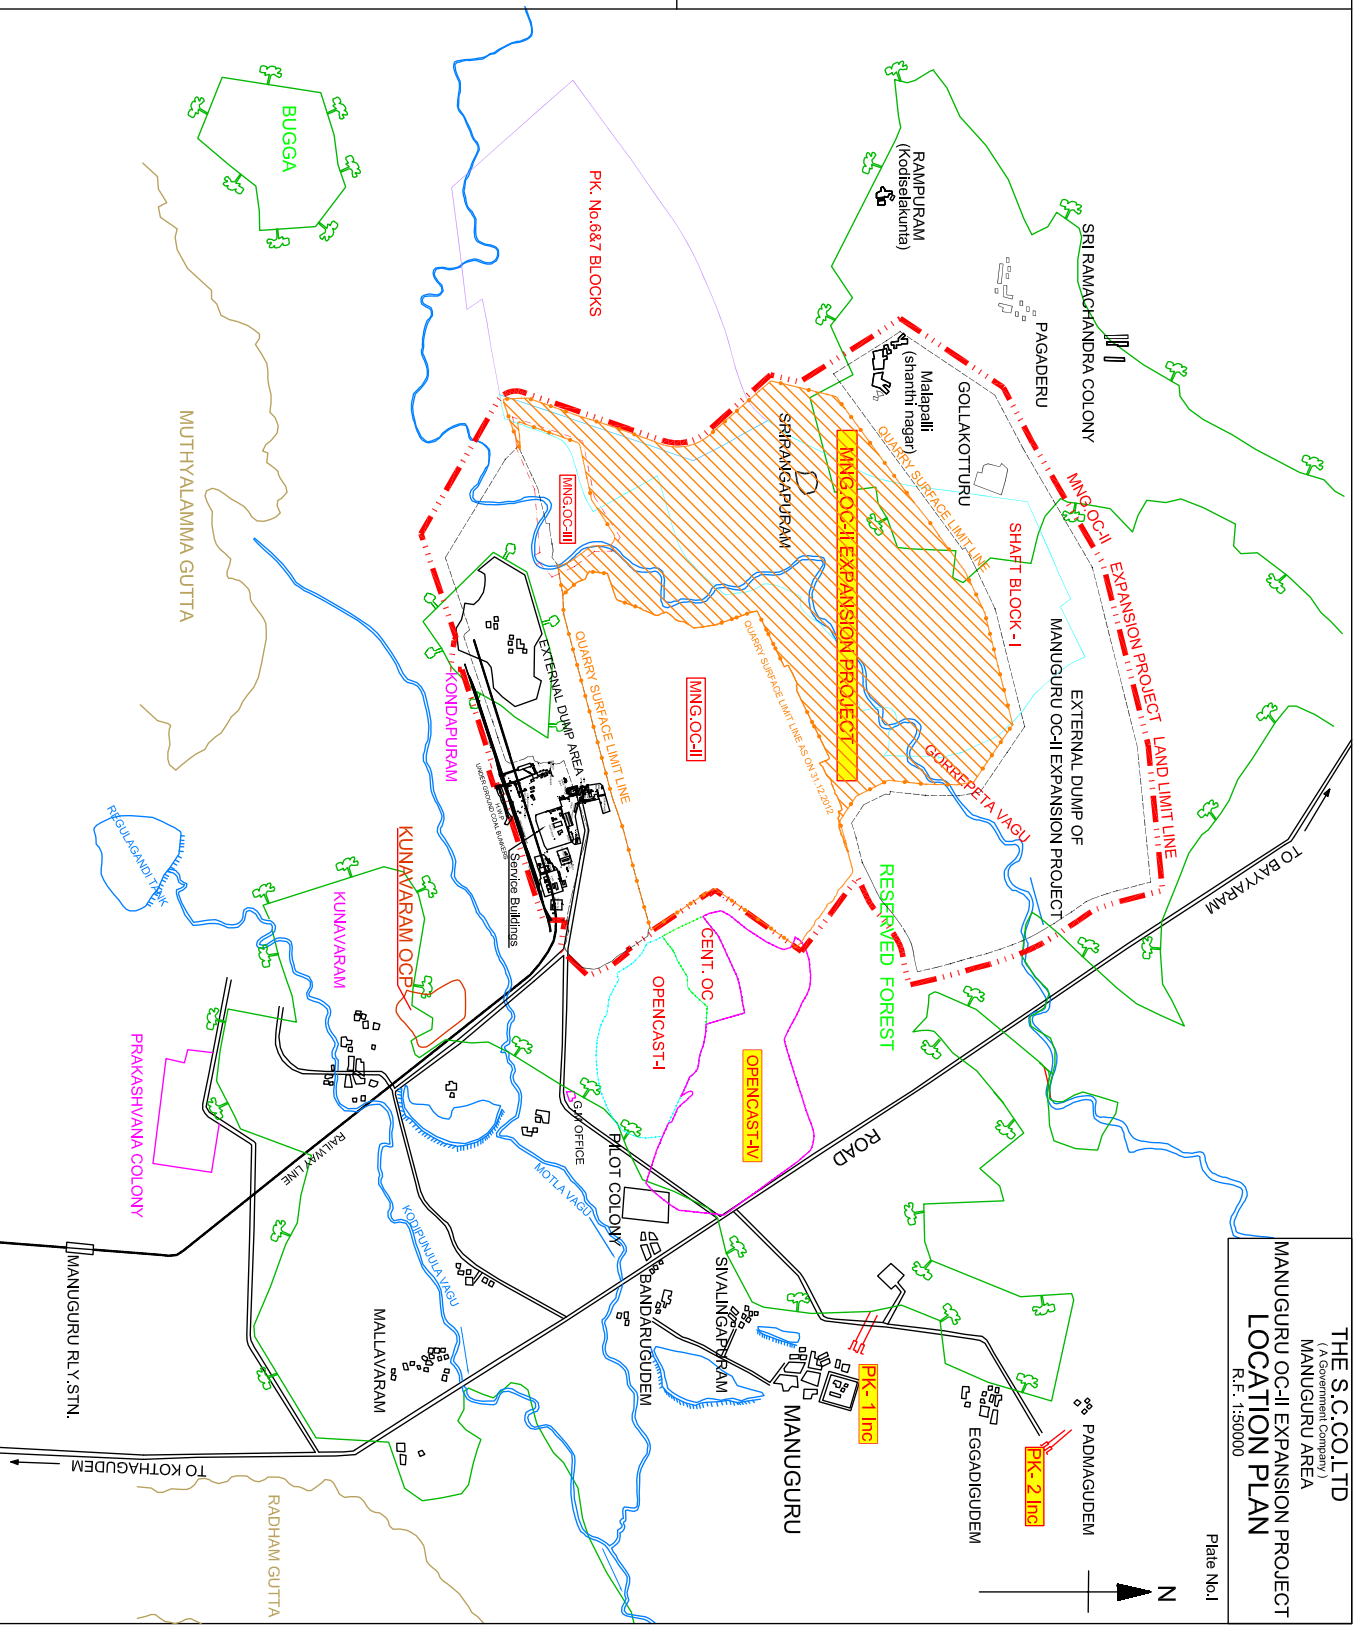 THE S.C.CO.LTD
( A Government Company )
MANUGURU AREA
MANUGURU OC-II EXPANSION PROJECT
LOCATION PLAN
R.F. 1:50000
Plate No.I
N
SRI RAMACHANDRA COLONY
PAGADERU
RAMPURAM
(Kodiselakunta)
Malapalli
(shanthi nagar)
GOLLAKOTTURU
SHAFT BLOCK - I
MNG.OC-II EXPANSION PROJECT LAND LIMIT LINE
EXTERNAL DUMP OF
MANUGURU OC-II EXPANSION PROJECT
QUARRY SURFACE LIMIT LINE
MNG.OC-II EXPANSION PROJECT
SRIRANGAPURAM
GORREPETA VAGU
QUARRY SURFACE LIMIT LINE AS ON 31.12.2012
PK. No.6&7 BLOCKS
MNG.OC-III
MNG.OC-II
QUARRY SURFACE LIMIT LINE
BUGGA
MUTHYALAMMA GUTTA
EXTERNAL DUMP AREA
KONDAPURAM
H.W.P
UNDER GROUND COAL BUNKERS
Service Buildings
RESERVED FOREST
TO BAYYARAM
ROAD
CENT. OC
OPENCAST-I
OPENCAST-IV
KUNAVARAM OCP
KUNAVARAM
REGULAGANDI TANK
PRAKASHVANA COLONY
RAILWAY LINE
G.M OFFICE
PILOT COLONY
MOTLA VAGU
KODIPUNJULA VAGU
BANDARUGUDEM
SIVALINGAPURAM
MANUGURU
PK- 1 Inc
PK- 2 Inc
EGGADIGUDEM
PADMAGUDEM
MALLAVARAM
MANUGURU RLY.STN.
TO KOTHAGUDEM
RADHAM GUTTA